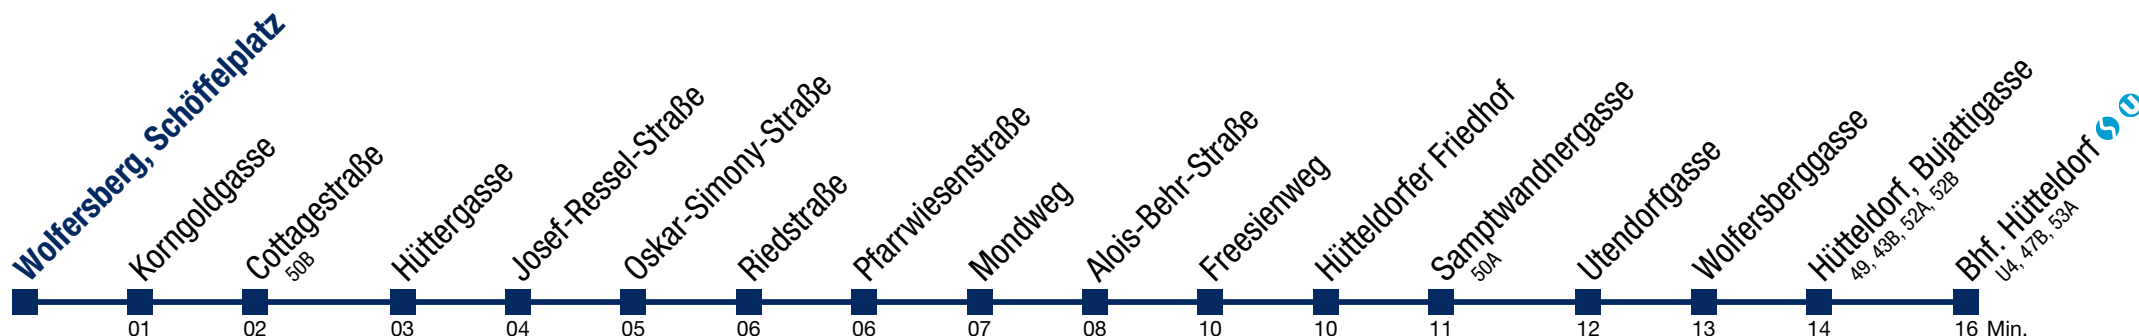 Wolfersberg, Schöffelplatz
Korngoldgasse
Cottagestraße
50B
Hüttergasse
Josef-Ressel-Straße
Oskar-Simony-Straße
Riedstraße
Pfarrwiesenstraße
Mondweg
Alois-Behr-Straße
Freesienweg
Hütteldorfer Friedhof
Samptwandnergasse
50A
Utendorfgasse
Wolfersberggasse
Hütteldorf, Bujattigasse
49, 43B, 52A, 52B
Bhf. Hütteldorf S U
U4, 47B, 53A
01 02 03 04 05 06 06 07 08 10 10 11 12 13 14 16 Min.